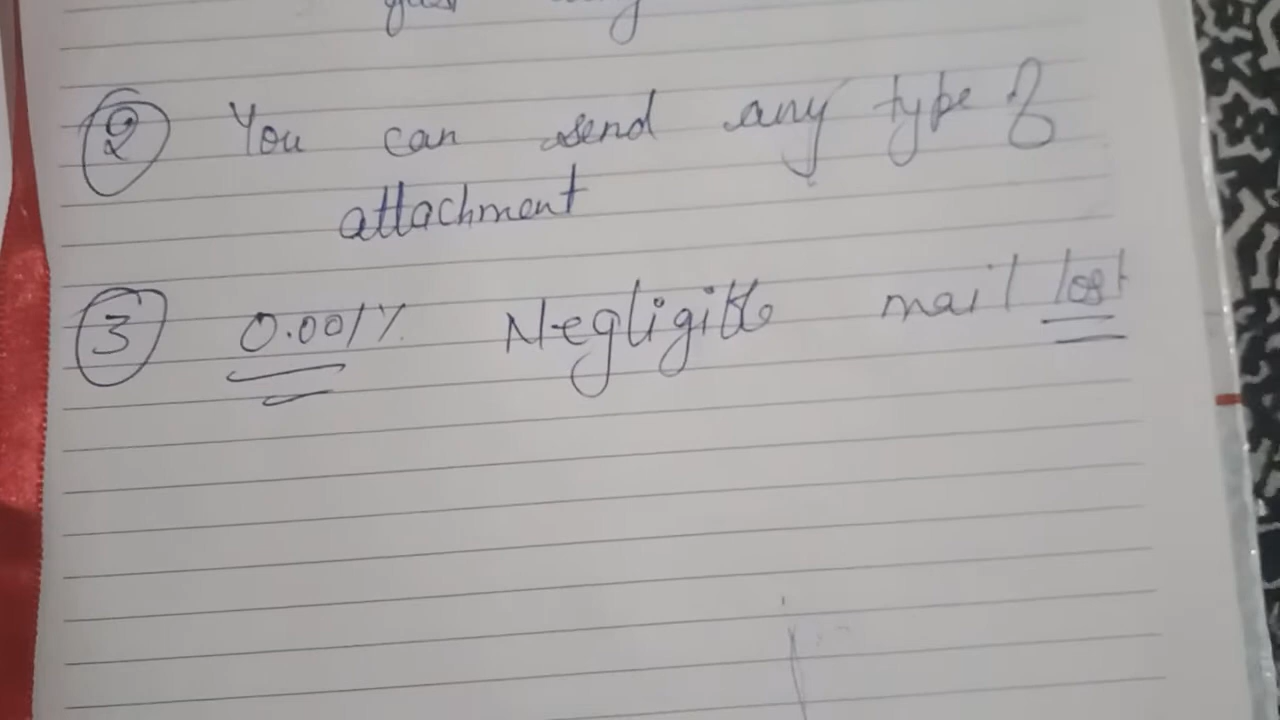 ② You can send any type of
attachment
③ 0.001% Negligible mail lost